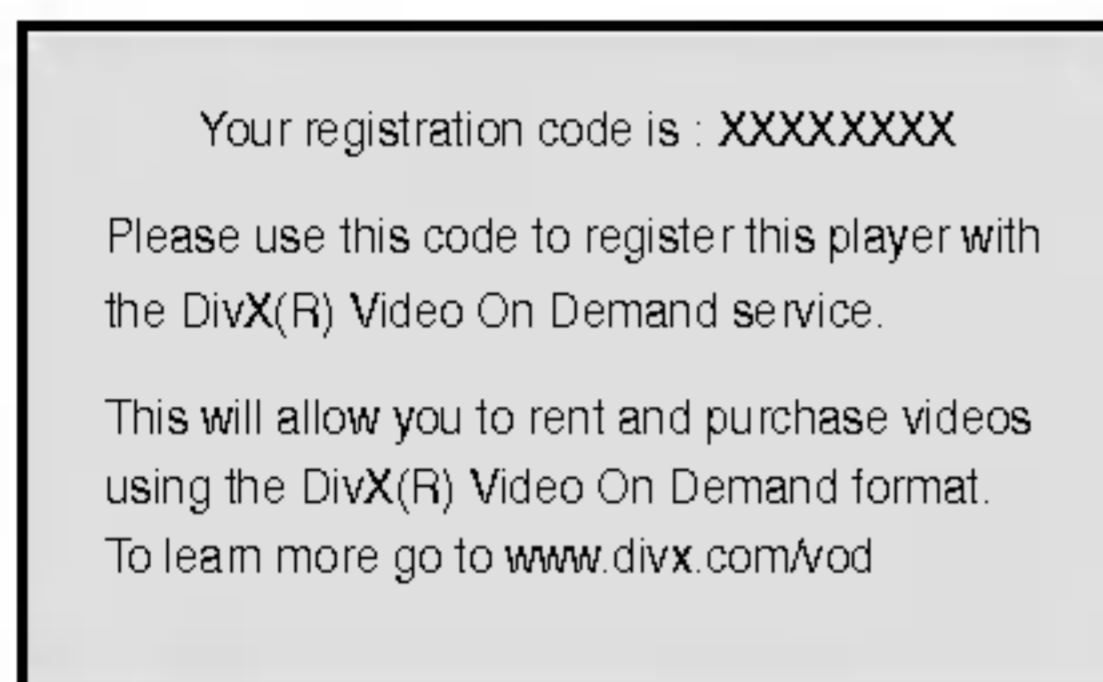 Your registration code is : XXXXXXXX
Please use this code to register this player with
the DivX(R) Video On Demand service.
This will allow you to rent and purchase videos
using the DivX(R) Video On Demand format.
To learn more go to www.divx.com/vod